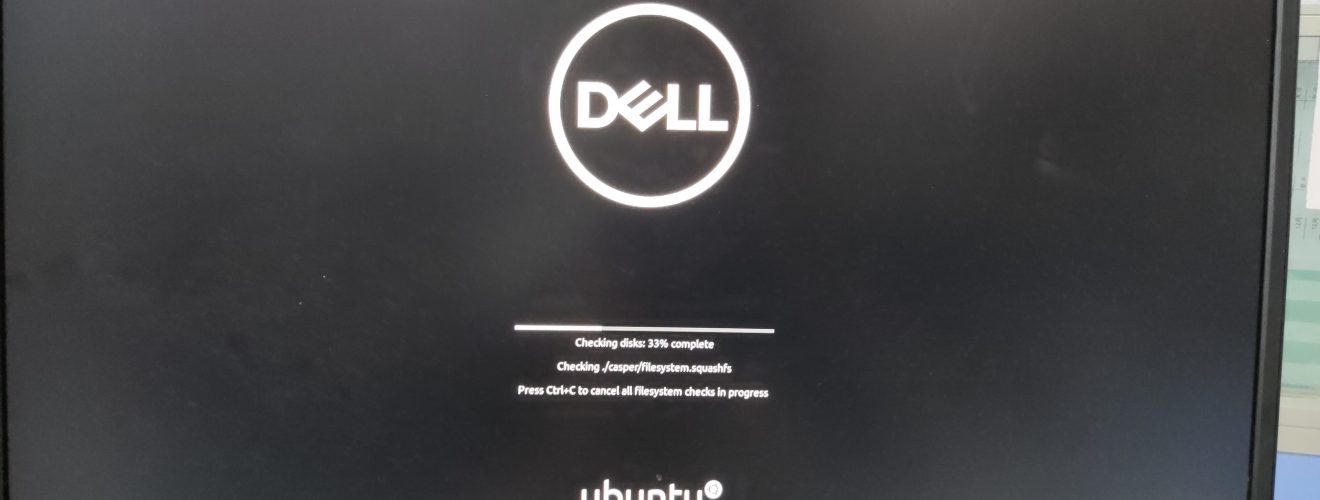 DELL
Checking disks: 33% complete
Checking ./casper/filesystem.squashfs
Press Ctrl+C to cancel all filesystem checks in progress
ubuntu